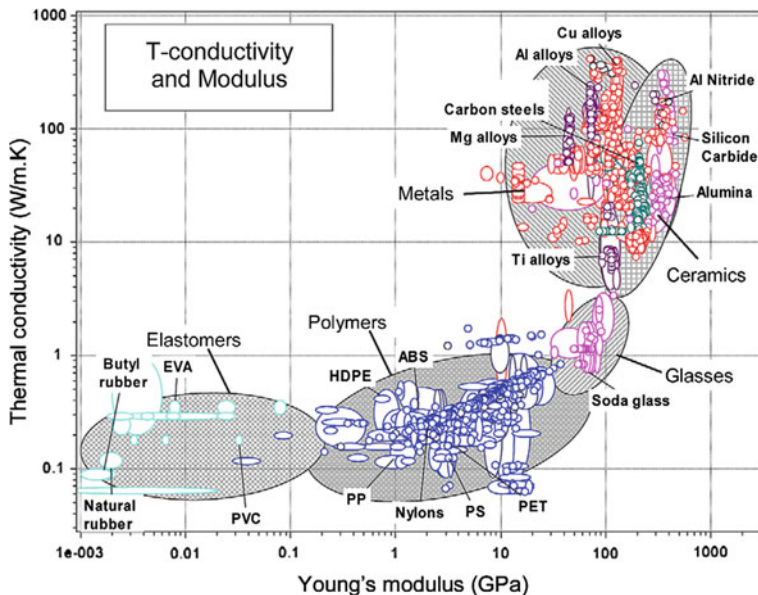 T-conductivity
and Modulus
Thermal conductivity (W/m.K)
1000
100
10
1
0.1
Cu alloys
Al alloys
Al Nitride
Carbon steels
Mg alloys
Silicon
Carbide
Metals
Alumina
Ti alloys
Ceramics
Elastomers
Polymers
Butyl
rubber
EVA
HDPE
ABS
Glasses
Soda glass
Natural
rubber
PVC
PP
Nylons
PS
PET
1e-003
0.01
0.1
1
10
100
1000
Young's modulus (GPa)